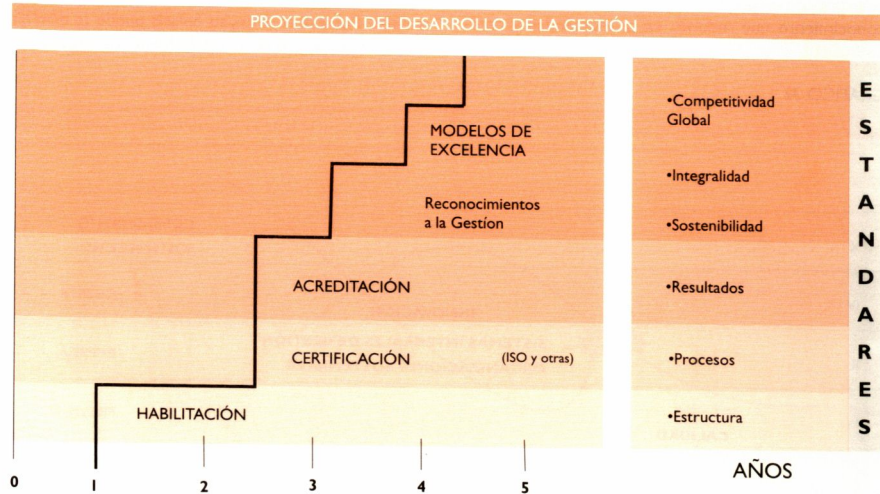 PROYECCIÓN DEL DESARROLLO DE LA GESTIÓN
MODELOS DE
EXCELENCIA
Reconocimientos
a la Gestíon
ACREDITACIÓN
CERTIFICACIÓN (ISO y otras)
HABILITACIÓN
0 1 2 3 4 5
•Competitividad
Global
•Integralidad
•Sostenibilidad
•Resultados
•Procesos
•Estructura
AÑOS
ESTANDARES